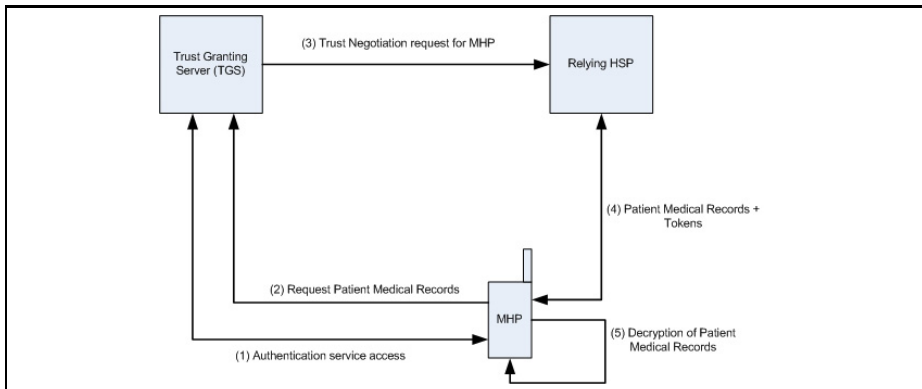 Trust Granting
Server (TGS)
(3) Trust Negotiation request for MHP
Relying HSP
(4) Patient Medical Records +
Tokens
(2) Request Patient Medical Records
MHP
(5) Decryption of Patient
Medical Records
(1) Authentication service access